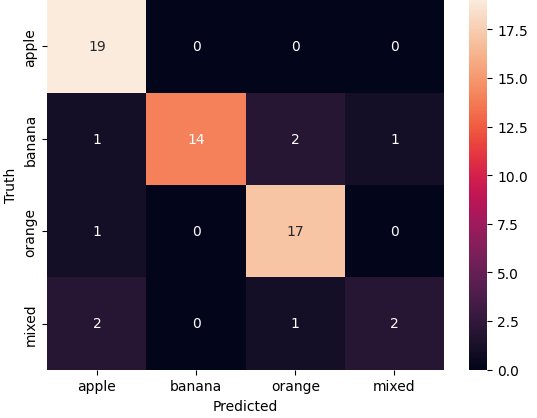 apple 19 0 0 0
banana 1 14 2 1
orange 1 0 17 0
mixed 2 0 1 2
apple banana orange mixed
Predicted
Truth
17.5
15.0
12.5
10.0
7.5
5.0
2.5
0.0